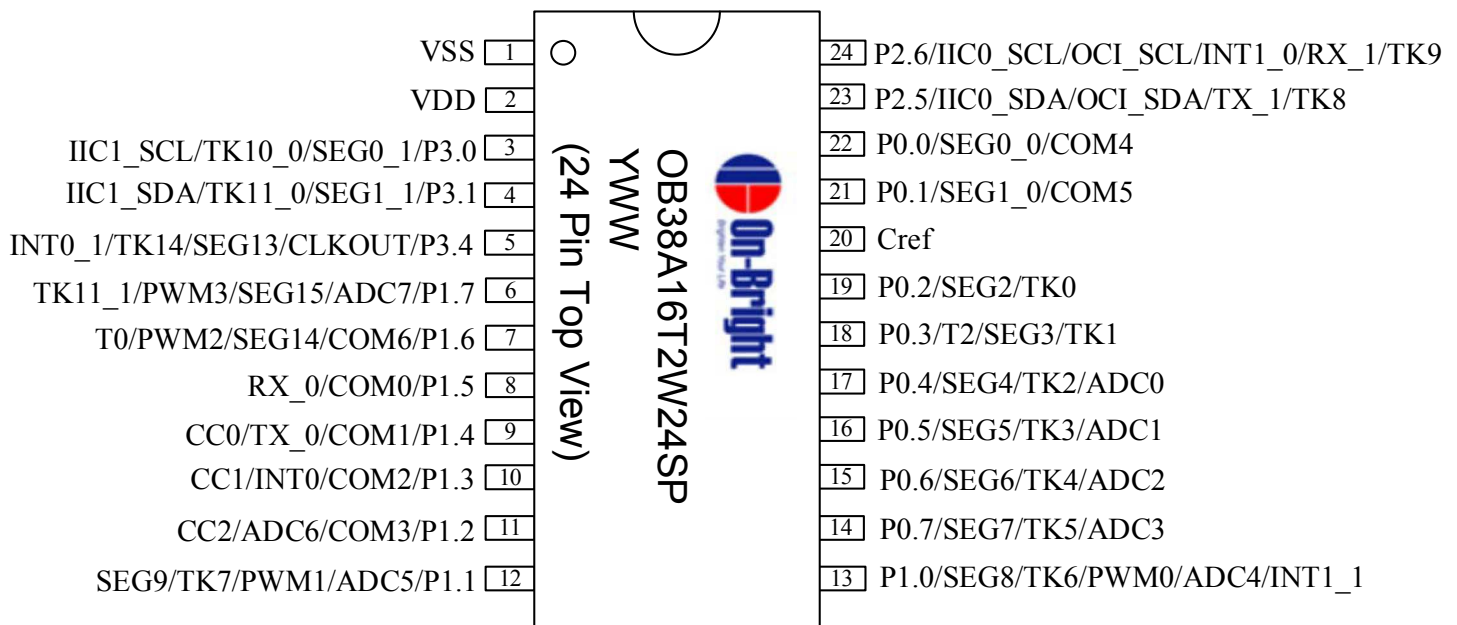 VSS 1
VDD 2
IIC1_SCL/TK10_0/SEG0_1/P3.0 3
IIC1_SDA/TK11_0/SEG1_1/P3.1 4
INT0_1/TK14/SEG13/CLKOUT/P3.4 5
TK11_1/PWM3/SEG15/ADC7/P1.7 6
T0/PWM2/SEG14/COM6/P1.6 7
RX_0/COM0/P1.5 8
CC0/TX_0/COM1/P1.4 9
CC1/INT0/COM2/P1.3 10
CC2/ADC6/COM3/P1.2 11
SEG9/TK7/PWM1/ADC5/P1.1 12
On-Bright
Brighten Your Life
OB38A16T2W24SP
YWW
(24 Pin Top View)
24 P2.6/IIC0_SCL/OCI_SCL/INT1_0/RX_1/TK9
23 P2.5/IIC0_SDA/OCI_SDA/TX_1/TK8
22 P0.0/SEG0_0/COM4
21 P0.1/SEG1_0/COM5
20 Cref
19 P0.2/SEG2/TK0
18 P0.3/T2/SEG3/TK1
17 P0.4/SEG4/TK2/ADC0
16 P0.5/SEG5/TK3/ADC1
15 P0.6/SEG6/TK4/ADC2
14 P0.7/SEG7/TK5/ADC3
13 P1.0/SEG8/TK6/PWM0/ADC4/INT1_1